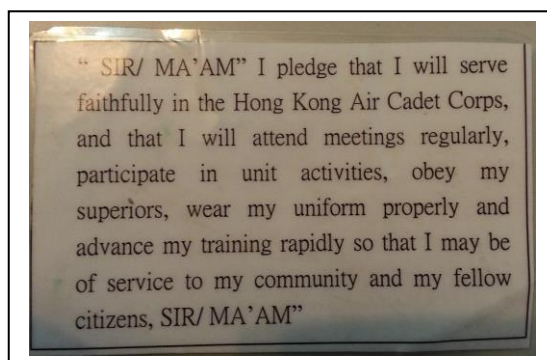 “ SIR/ MA’AM” I pledge that I will serve
faithfully in the Hong Kong Air Cadet Corps,
and that I will attend meetings regularly,
participate in unit activities, obey my
superiors, wear my uniform properly and
advance my training rapidly so that I may be
of service to my community and my fellow
citizens, SIR/ MA’AM”